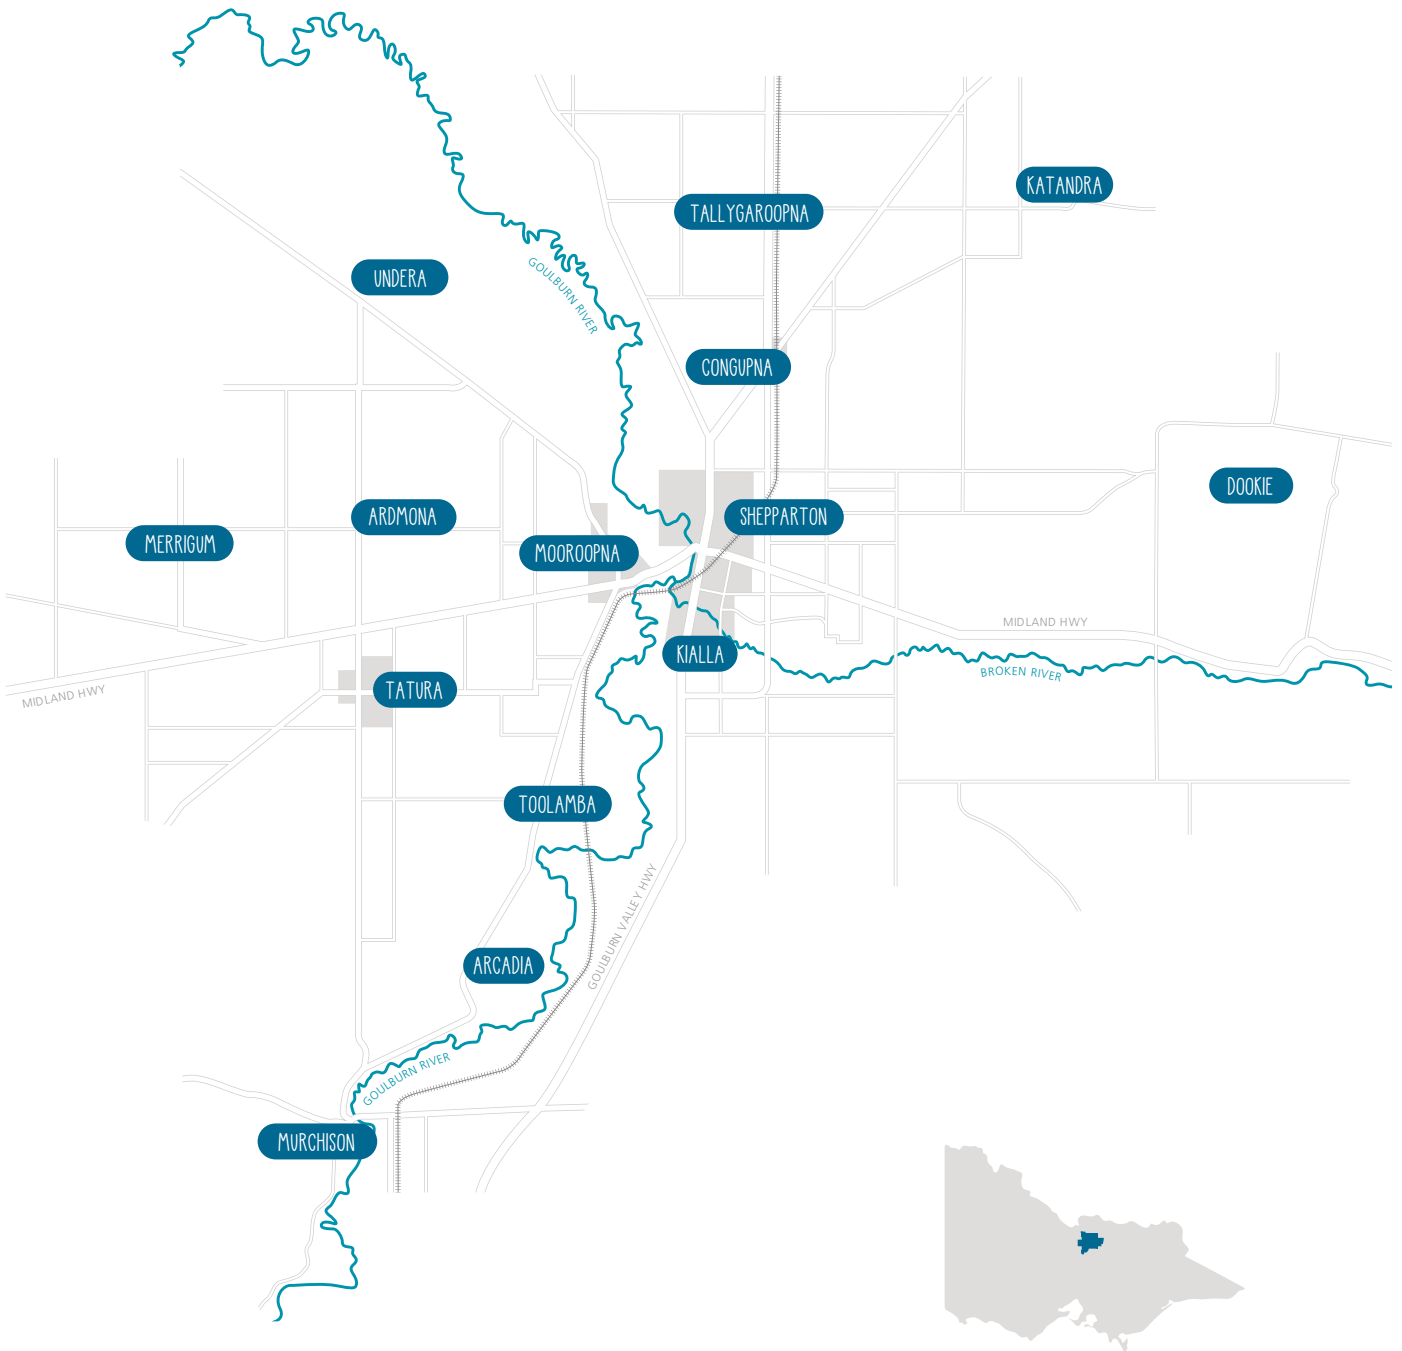 KATANDRA
TALLYGAROOPNA
UNDERA
GOULBURN RIVER
CONGUPNA
DOOKIE
ARDMONA
SHEPPARTON
MERRIGUM
MOOROOPNA
MIDLAND HWY
KIALLA
BROKEN RIVER
TATURA
MIDLAND HWY
TOOLAMBA
GOULBURN VALLEY HWY
ARCADIA
GOULBURN RIVER
MURCHISON